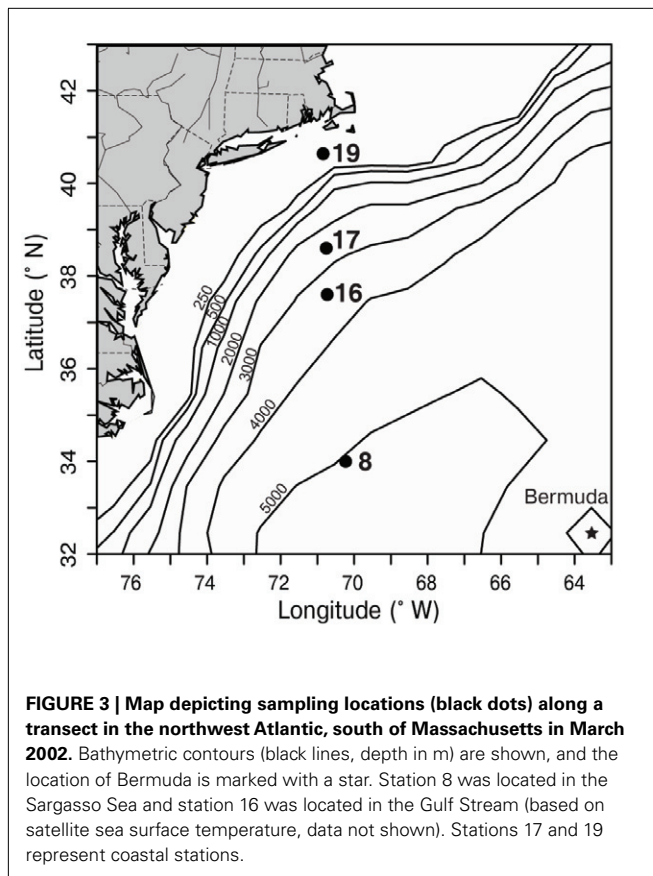 42
40
38
36
34
32
Latitude (° N)
19
17
16
8
250
500
1000
2000
3000
4000
5000
Bermuda
76
74
72
70
68
66
64
Longitude (° W)
FIGURE 3 | Map depicting sampling locations (black dots) along a
transect in the northwest Atlantic, south of Massachusetts in March
2002. Bathymetric contours (black lines, depth in m) are shown, and the
location of Bermuda is marked with a star. Station 8 was located in the
Sargasso Sea and station 16 was located in the Gulf Stream (based on
satellite sea surface temperature, data not shown). Stations 17 and 19
represent coastal stations.